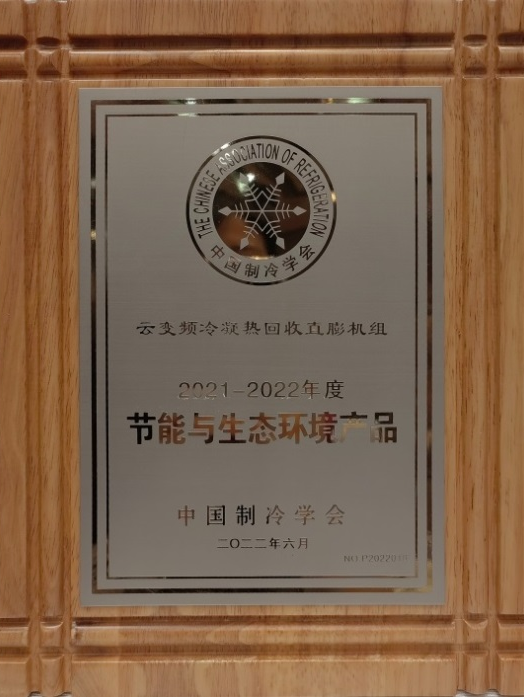 THE CHINESE ASSOCIATION OF REFRIGERATION
中国制冷学会
云变频冷凝热回收直膨机组
2021-2022年度
节能与生态环境产品
中国制冷学会
二〇二二年六月